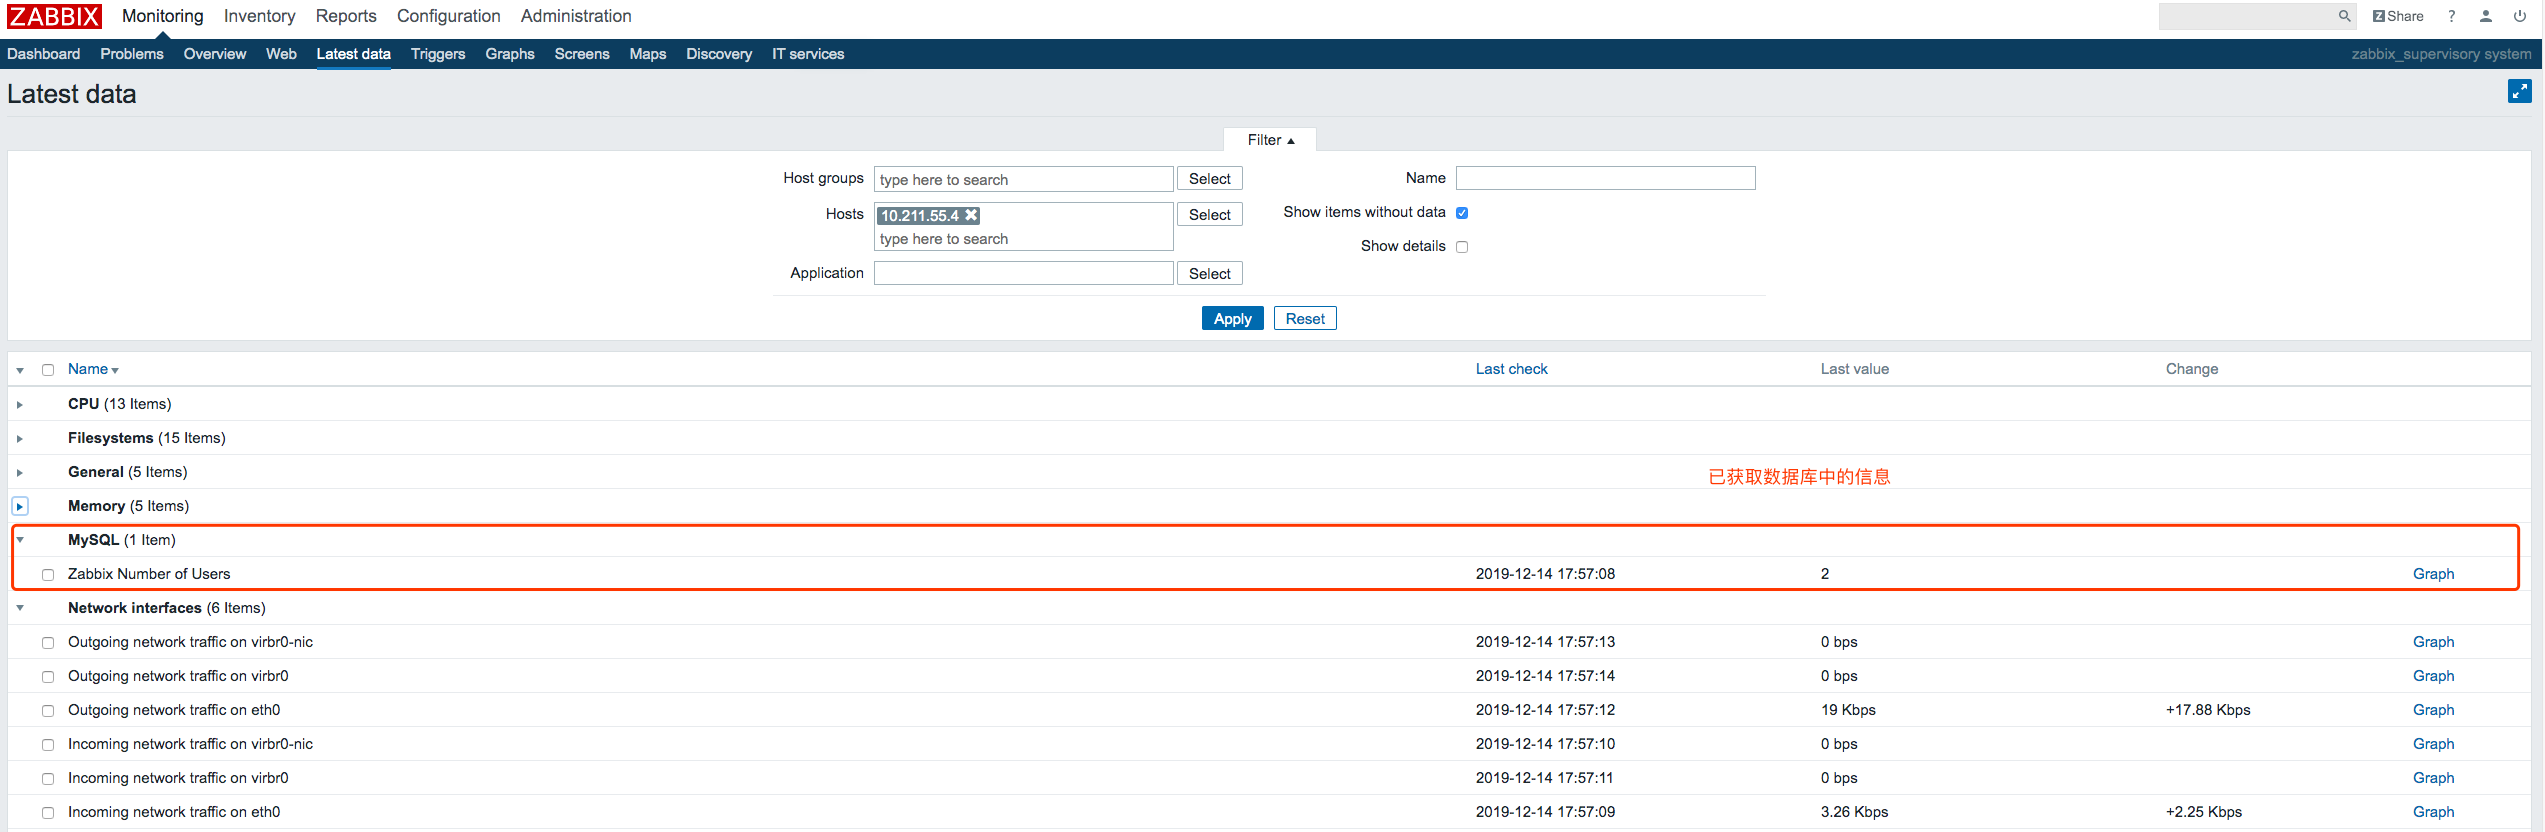 ZABBIX Monitoring Inventory Reports Configuration Administration Share ?
Dashboard Problems Overview Web Latest data Triggers Graphs Screens Maps Discovery IT services zabbix_supervisory system
Latest data
Filter
Host groups type here to search Select Name
Hosts 10.211.55.4 Select Show items without data
type here to search
Show details
Application Select
Apply Reset
Name Last check Last value Change
CPU (13 Items)
Filesystems (15 Items)
General (5 Items)
已获取数据库中的信息
Memory (5 Items)
MySQL (1 Item)
Zabbix Number of Users 2019-12-14 17:57:08 2 Graph
Network interfaces (6 Items)
Outgoing network traffic on virbr0-nic 2019-12-14 17:57:13 0 bps Graph
Outgoing network traffic on virbr0 2019-12-14 17:57:14 0 bps Graph
Outgoing network traffic on eth0 2019-12-14 17:57:12 19 Kbps +17.88 Kbps Graph
Incoming network traffic on virbr0-nic 2019-12-14 17:57:10 0 bps Graph
Incoming network traffic on virbr0 2019-12-14 17:57:11 0 bps Graph
Incoming network traffic on eth0 2019-12-14 17:57:09 3.26 Kbps +2.25 Kbps Graph